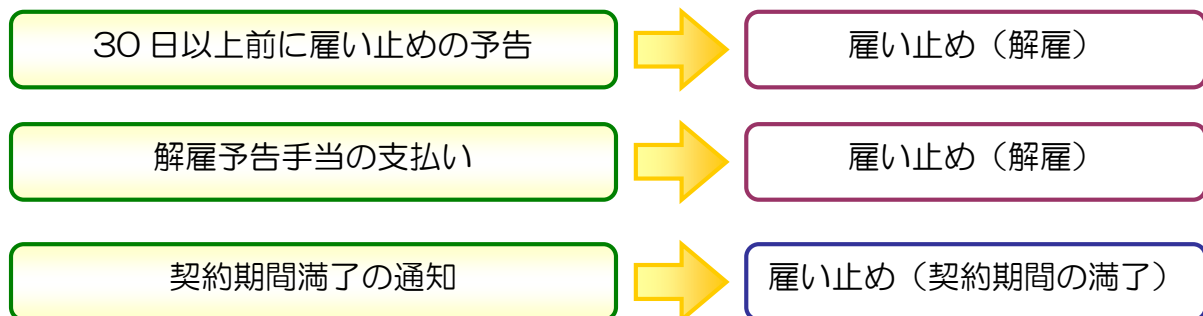 30日以上前に雇い止めの予告
雇い止め（解雇）
解雇予告手当の支払い
雇い止め（解雇）
契約期間満了の通知
雇い止め（契約期間の満了）